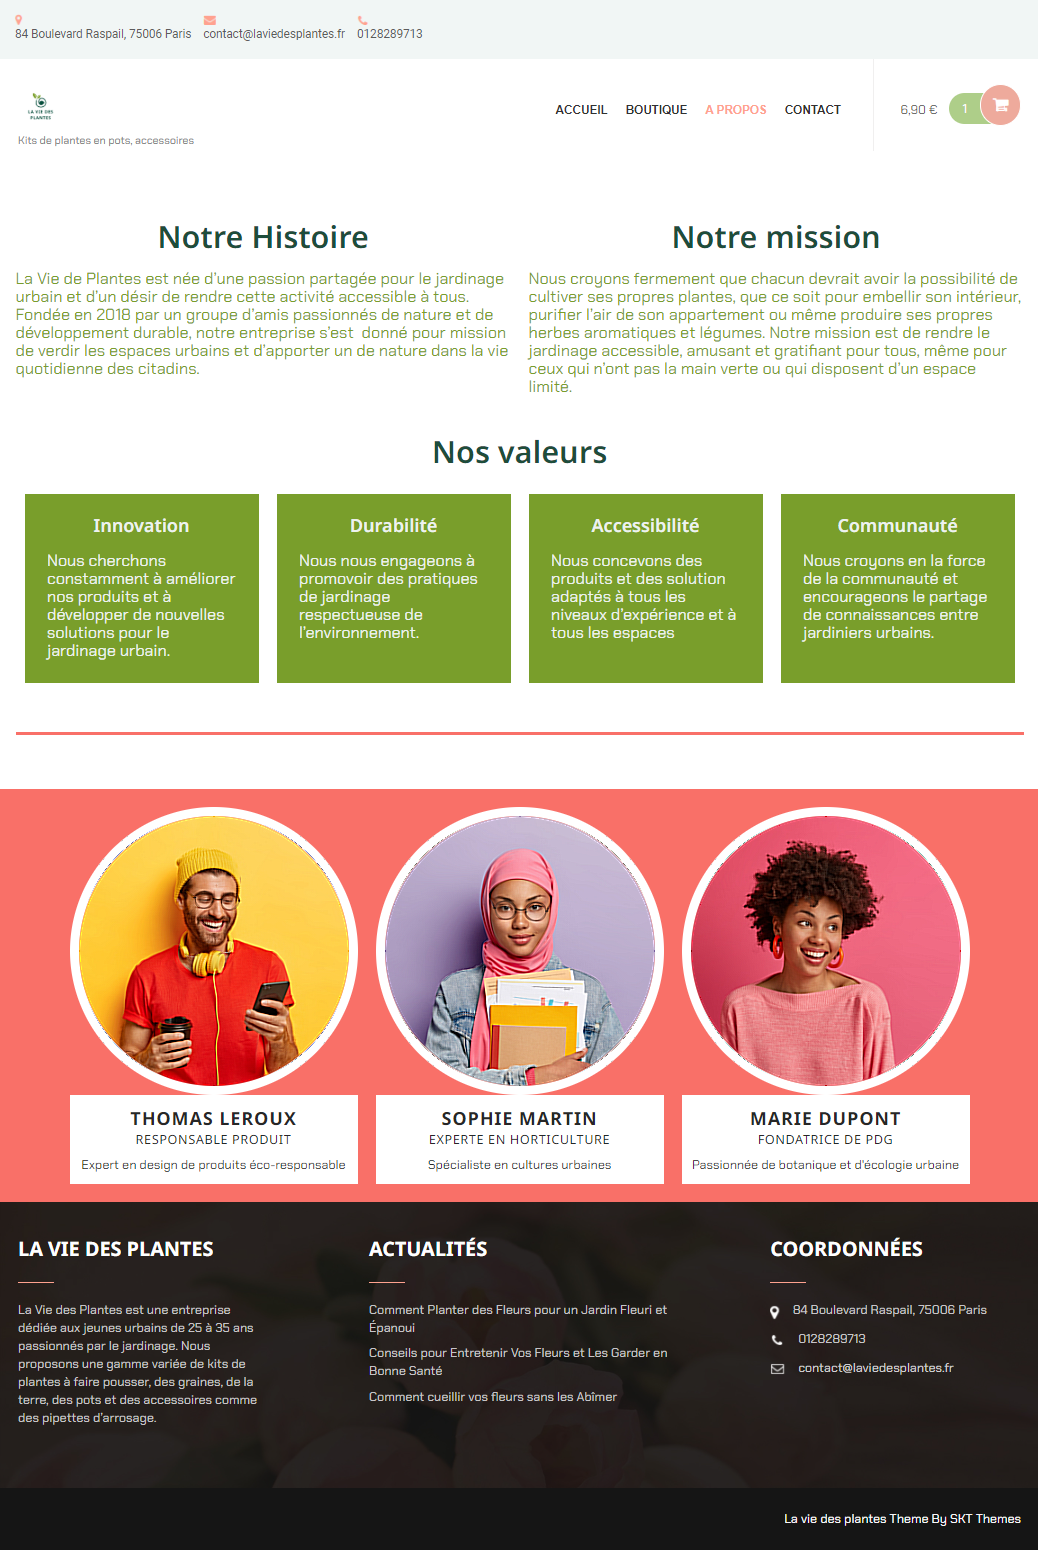 84 Boulevard Raspail, 75006 Paris
contact@laviedesplantes.fr
0128289713
LA VIE DES
PLANTES
Kits de plantes en pots, accessoires
ACCUEIL
BOUTIQUE
A PROPOS
CONTACT
6,90 €
1
Notre Histoire
La Vie de Plantes est née d’une passion partagée pour le jardinage
urbain et d’un désir de rendre cette activité accessible à tous.
Fondée en 2018 par un groupe d’amis passionnés de nature et de
développement durable, notre entreprise s’est donné pour mission
de verdir les espaces urbains et d’apporter un de nature dans la vie
quotidienne des citadins.
Notre mission
Nous croyons fermement que chacun devrait avoir la possibilité de
cultiver ses propres plantes, que ce soit pour embellir son intérieur,
purifier l’air de son appartement ou même produire ses propres
herbes aromatiques et légumes. Notre mission est de rendre le
jardinage accessible, amusant et gratifiant pour tous, même pour
ceux qui n’ont pas la main verte ou qui disposent d’un espace
limité.
Nos valeurs
Innovation
Nous cherchons
constamment à améliorer
nos produits et à
développer de nouvelles
solutions pour le
jardinage urbain.
Durabilité
Nous nous engageons à
promovoir des pratiques
de jardinage
respectueuse de
l’environnement.
Accessibilité
Nous concevons des
produits et des solution
adaptés à tous les
niveaux d’expérience et à
tous les espaces
Communauté
Nous croyons en la force
de la communauté et
encourageons le partage
de connaissances entre
jardiniers urbains.
THOMAS LEROUX
RESPONSABLE PRODUIT
Expert en design de produits éco-responsable
SOPHIE MARTIN
EXPERTE EN HORTICULTURE
Spécialiste en cultures urbaines
MARIE DUPONT
FONDATRICE DE PDG
Passionnée de botanique et d'écologie urbaine
LA VIE DES PLANTES
La Vie des Plantes est une entreprise
dédiée aux jeunes urbains de 25 à 35 ans
passionnés par le jardinage. Nous
proposons une gamme variée de kits de
plantes à faire pousser, des graines, de la
terre, des pots et des accessoires comme
des pipettes d’arrosage.
ACTUALITÉS
Comment Planter des Fleurs pour un Jardin Fleuri et
Épanoui
Conseils pour Entretenir Vos Fleurs et Les Garder en
Bonne Santé
Comment cueillir vos fleurs sans les Abîmer
COORDONNÉES
84 Boulevard Raspail, 75006 Paris
0128289713
contact@laviedesplantes.fr
La vie des plantes Theme By SKT Themes